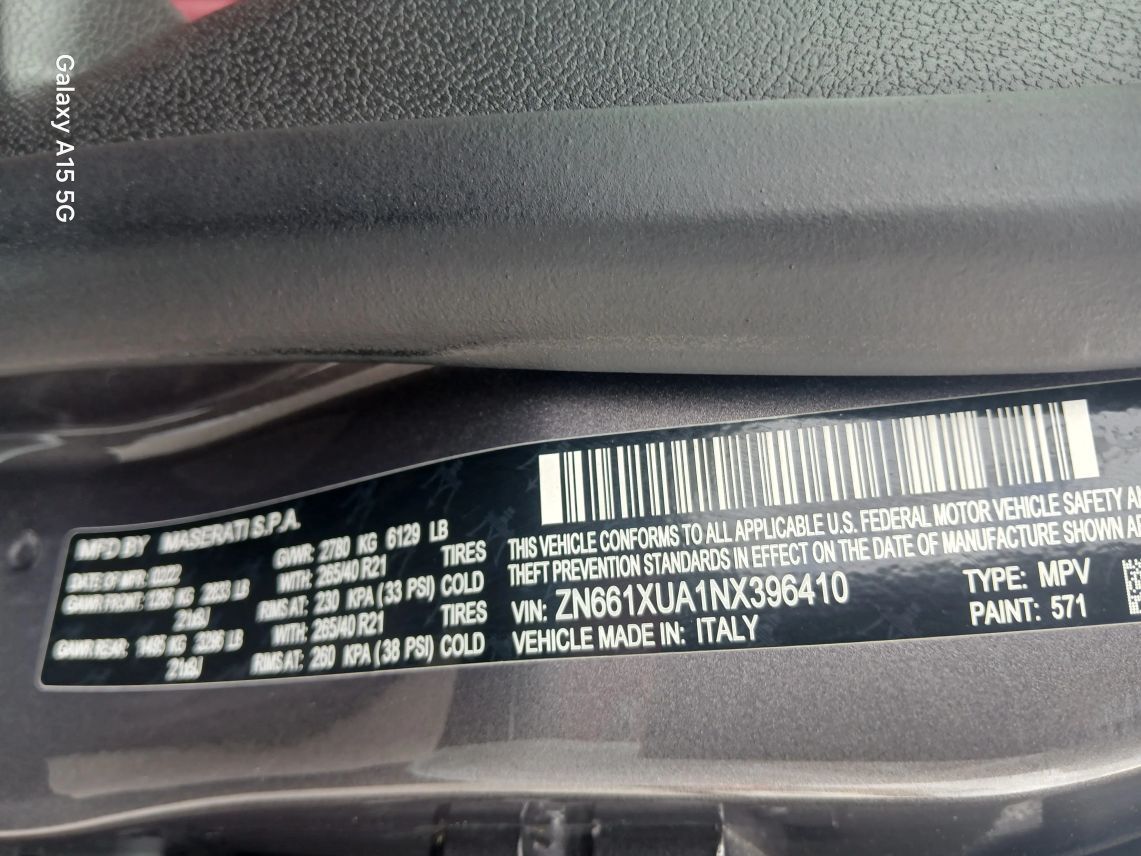 Galaxy A15 5G
MFD BY MASERATI S.P.A.
DATE OF MFR. 02/22
GVWR: 2780 KG 6129 LB
GAWR FRONT: 1285 KG 2833 LB
WITH: 265/40 R21 TIRES
21x9J RIMS AT: 230 KPA (33 PSI) COLD
GAWR REAR: 1495 KG 3296 LB
WITH: 265/40 R21 TIRES
21x9J RIMS AT: 260 KPA (38 PSI) COLD
THIS VEHICLE CONFORMS TO ALL APPLICABLE U.S. FEDERAL MOTOR VEHICLE SAFETY
THEFT PREVENTION STANDARDS IN EFFECT ON THE DATE OF MANUFACTURE SHOWN
VIN: ZN661XUA1NX396410
TYPE: MPV
VEHICLE MADE IN: ITALY
PAINT: 571